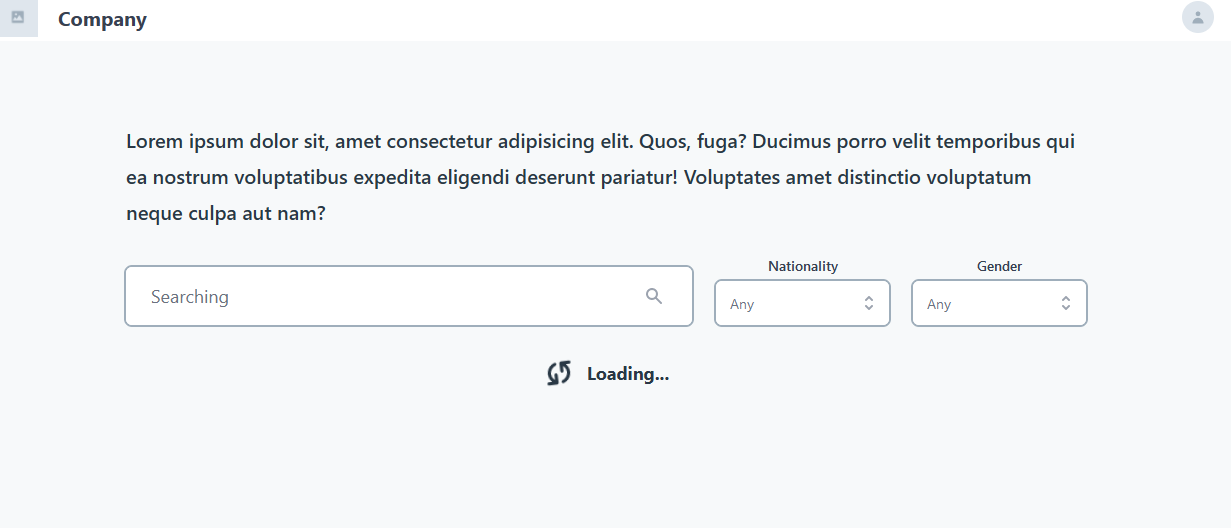 Company
Lorem ipsum dolor sit, amet consectetur adipisicing elit. Quos, fuga? Ducimus porro velit temporibus qui
ea nostrum voluptatibus expedita eligendi deserunt pariatur! Voluptates amet distinctio voluptatum
neque culpa aut nam?
Nationality
Gender
Searching
Any
Any
Loading...